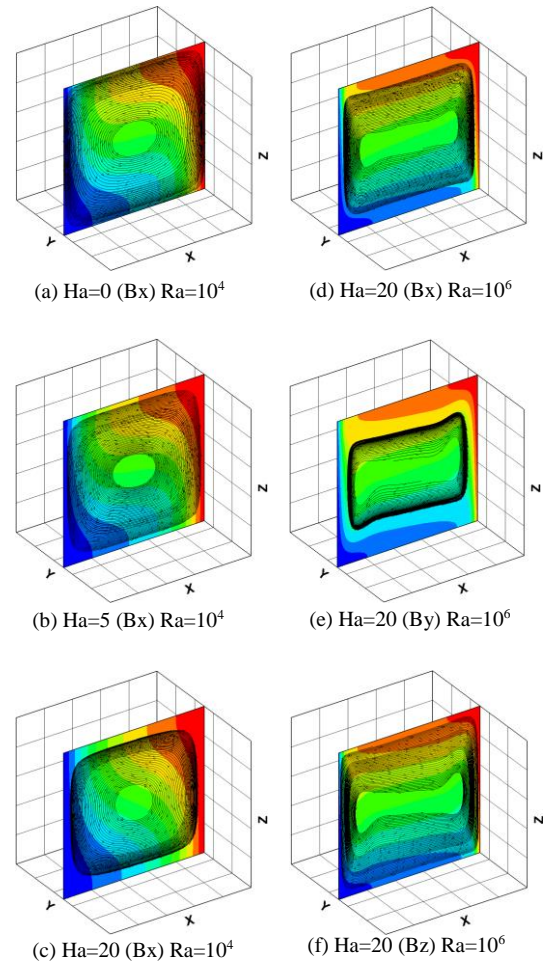 Z
Y
X
(a) Ha=0 (Bx) Ra=10⁴
Z
Y
X
(d) Ha=20 (Bx) Ra=10⁶
Z
Y
X
(b) Ha=5 (Bx) Ra=10⁴
Z
Y
X
(e) Ha=20 (By) Ra=10⁶
Z
Y
X
(c) Ha=20 (Bx) Ra=10⁴
Z
Y
X
(f) Ha=20 (Bz) Ra=10⁶